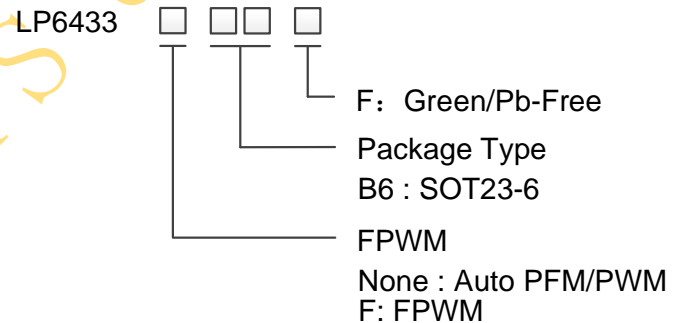 LP6433 □ □□ □
F：Green/Pb-Free
Package Type
B6 : SOT23-6
FPWM
None : Auto PFM/PWM
F: FPWM